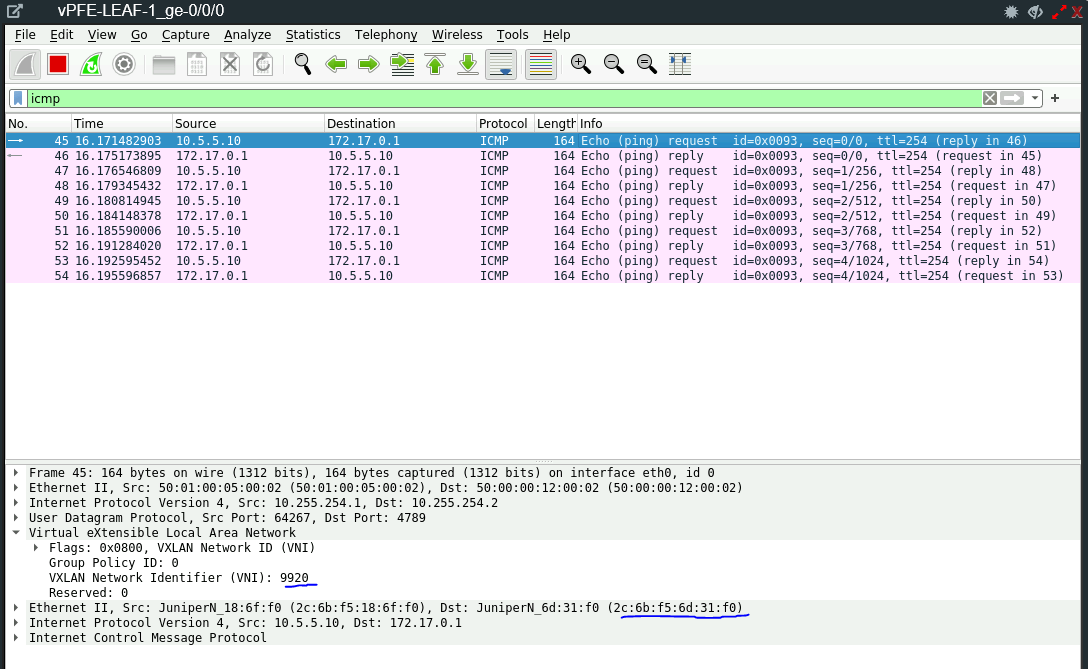 vPFE-LEAF-1_ge-0/0/0
File Edit View Go Capture Analyze Statistics Telephony Wireless Tools Help
icmp
No. Time Source Destination Protocol Length Info
45 16.171482903 10.5.5.10 172.17.0.1 ICMP 164 Echo (ping) request id=0x0093, seq=0/0, ttl=254 (reply in 46)
46 16.175173895 172.17.0.1 10.5.5.10 ICMP 164 Echo (ping) reply id=0x0093, seq=0/0, ttl=254 (request in 45)
47 16.176546809 10.5.5.10 172.17.0.1 ICMP 164 Echo (ping) request id=0x0093, seq=1/256, ttl=254 (reply in 48)
48 16.179345432 172.17.0.1 10.5.5.10 ICMP 164 Echo (ping) reply id=0x0093, seq=1/256, ttl=254 (request in 47)
49 16.180814945 10.5.5.10 172.17.0.1 ICMP 164 Echo (ping) request id=0x0093, seq=2/512, ttl=254 (reply in 50)
50 16.184148378 172.17.0.1 10.5.5.10 ICMP 164 Echo (ping) reply id=0x0093, seq=2/512, ttl=254 (request in 49)
51 16.185590006 10.5.5.10 172.17.0.1 ICMP 164 Echo (ping) request id=0x0093, seq=3/768, ttl=254 (reply in 52)
52 16.191284020 172.17.0.1 10.5.5.10 ICMP 164 Echo (ping) reply id=0x0093, seq=3/768, ttl=254 (request in 51)
53 16.192595452 10.5.5.10 172.17.0.1 ICMP 164 Echo (ping) request id=0x0093, seq=4/1024, ttl=254 (reply in 54)
54 16.195596857 172.17.0.1 10.5.5.10 ICMP 164 Echo (ping) reply id=0x0093, seq=4/1024, ttl=254 (request in 53)
Frame 45: 164 bytes on wire (1312 bits), 164 bytes captured (1312 bits) on interface eth0, id 0
Ethernet II, Src: 50:01:00:05:00:02 (50:01:00:05:00:02), Dst: 50:00:00:12:00:02 (50:00:00:12:00:02)
Internet Protocol Version 4, Src: 10.255.254.1, Dst: 10.255.254.2
User Datagram Protocol, Src Port: 64267, Dst Port: 4789
Virtual eXtensible Local Area Network
Flags: 0x0800, VXLAN Network ID (VNI)
Group Policy ID: 0
VXLAN Network Identifier (VNI): 9920
Reserved: 0
Ethernet II, Src: JuniperN_18:6f:f0 (2c:6b:f5:18:6f:f0), Dst: JuniperN_6d:31:f0 (2c:6b:f5:6d:31:f0)
Internet Protocol Version 4, Src: 10.5.5.10, Dst: 172.17.0.1
Internet Control Message Protocol